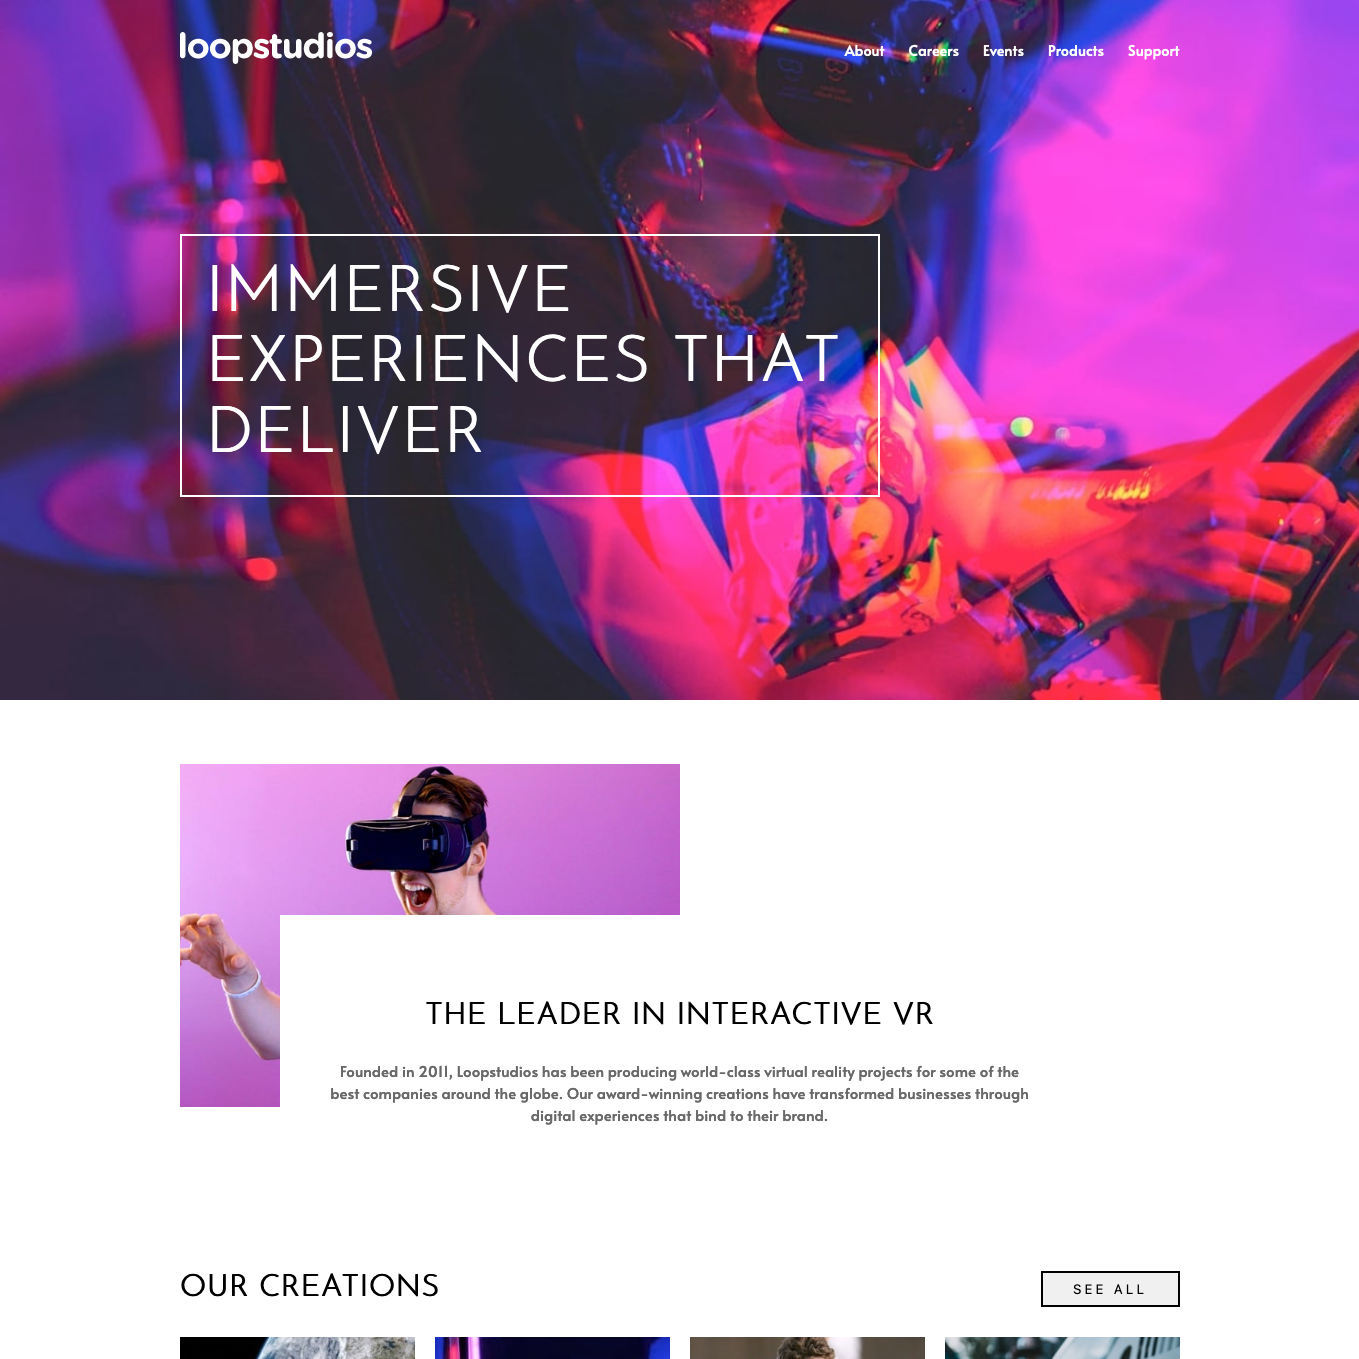 loopstudios
About Careers Events Products Support
IMMERSIVE
EXPERIENCES THAT
DELIVER
THE LEADER IN INTERACTIVE VR
Founded in 2011, Loopstudios has been producing world-class virtual reality projects for some of the
best companies around the globe. Our award-winning creations have transformed businesses through
digital experiences that bind to their brand.
OUR CREATIONS
SEE ALL